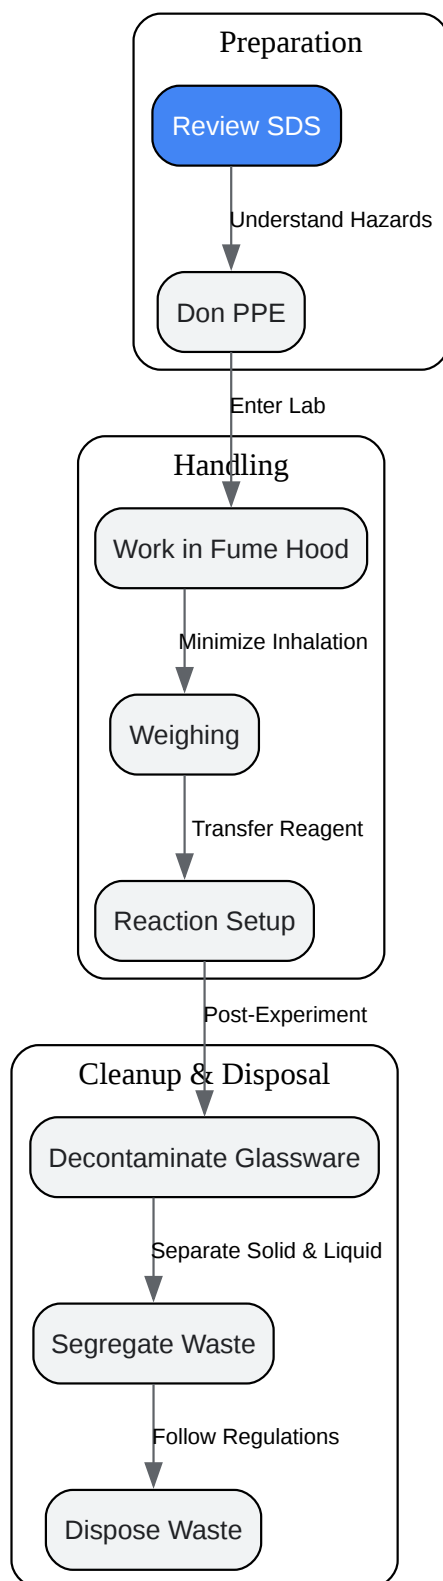 Preparation
Review SDS
Understand Hazards
Don PPE
Enter Lab
Handling
Work in Fume Hood
Minimize Inhalation
Weighing
Transfer Reagent
Reaction Setup
Post-Experiment
Cleanup & Disposal
Decontaminate Glassware
Separate Solid & Liquid
Segregate Waste
Follow Regulations
Dispose Waste